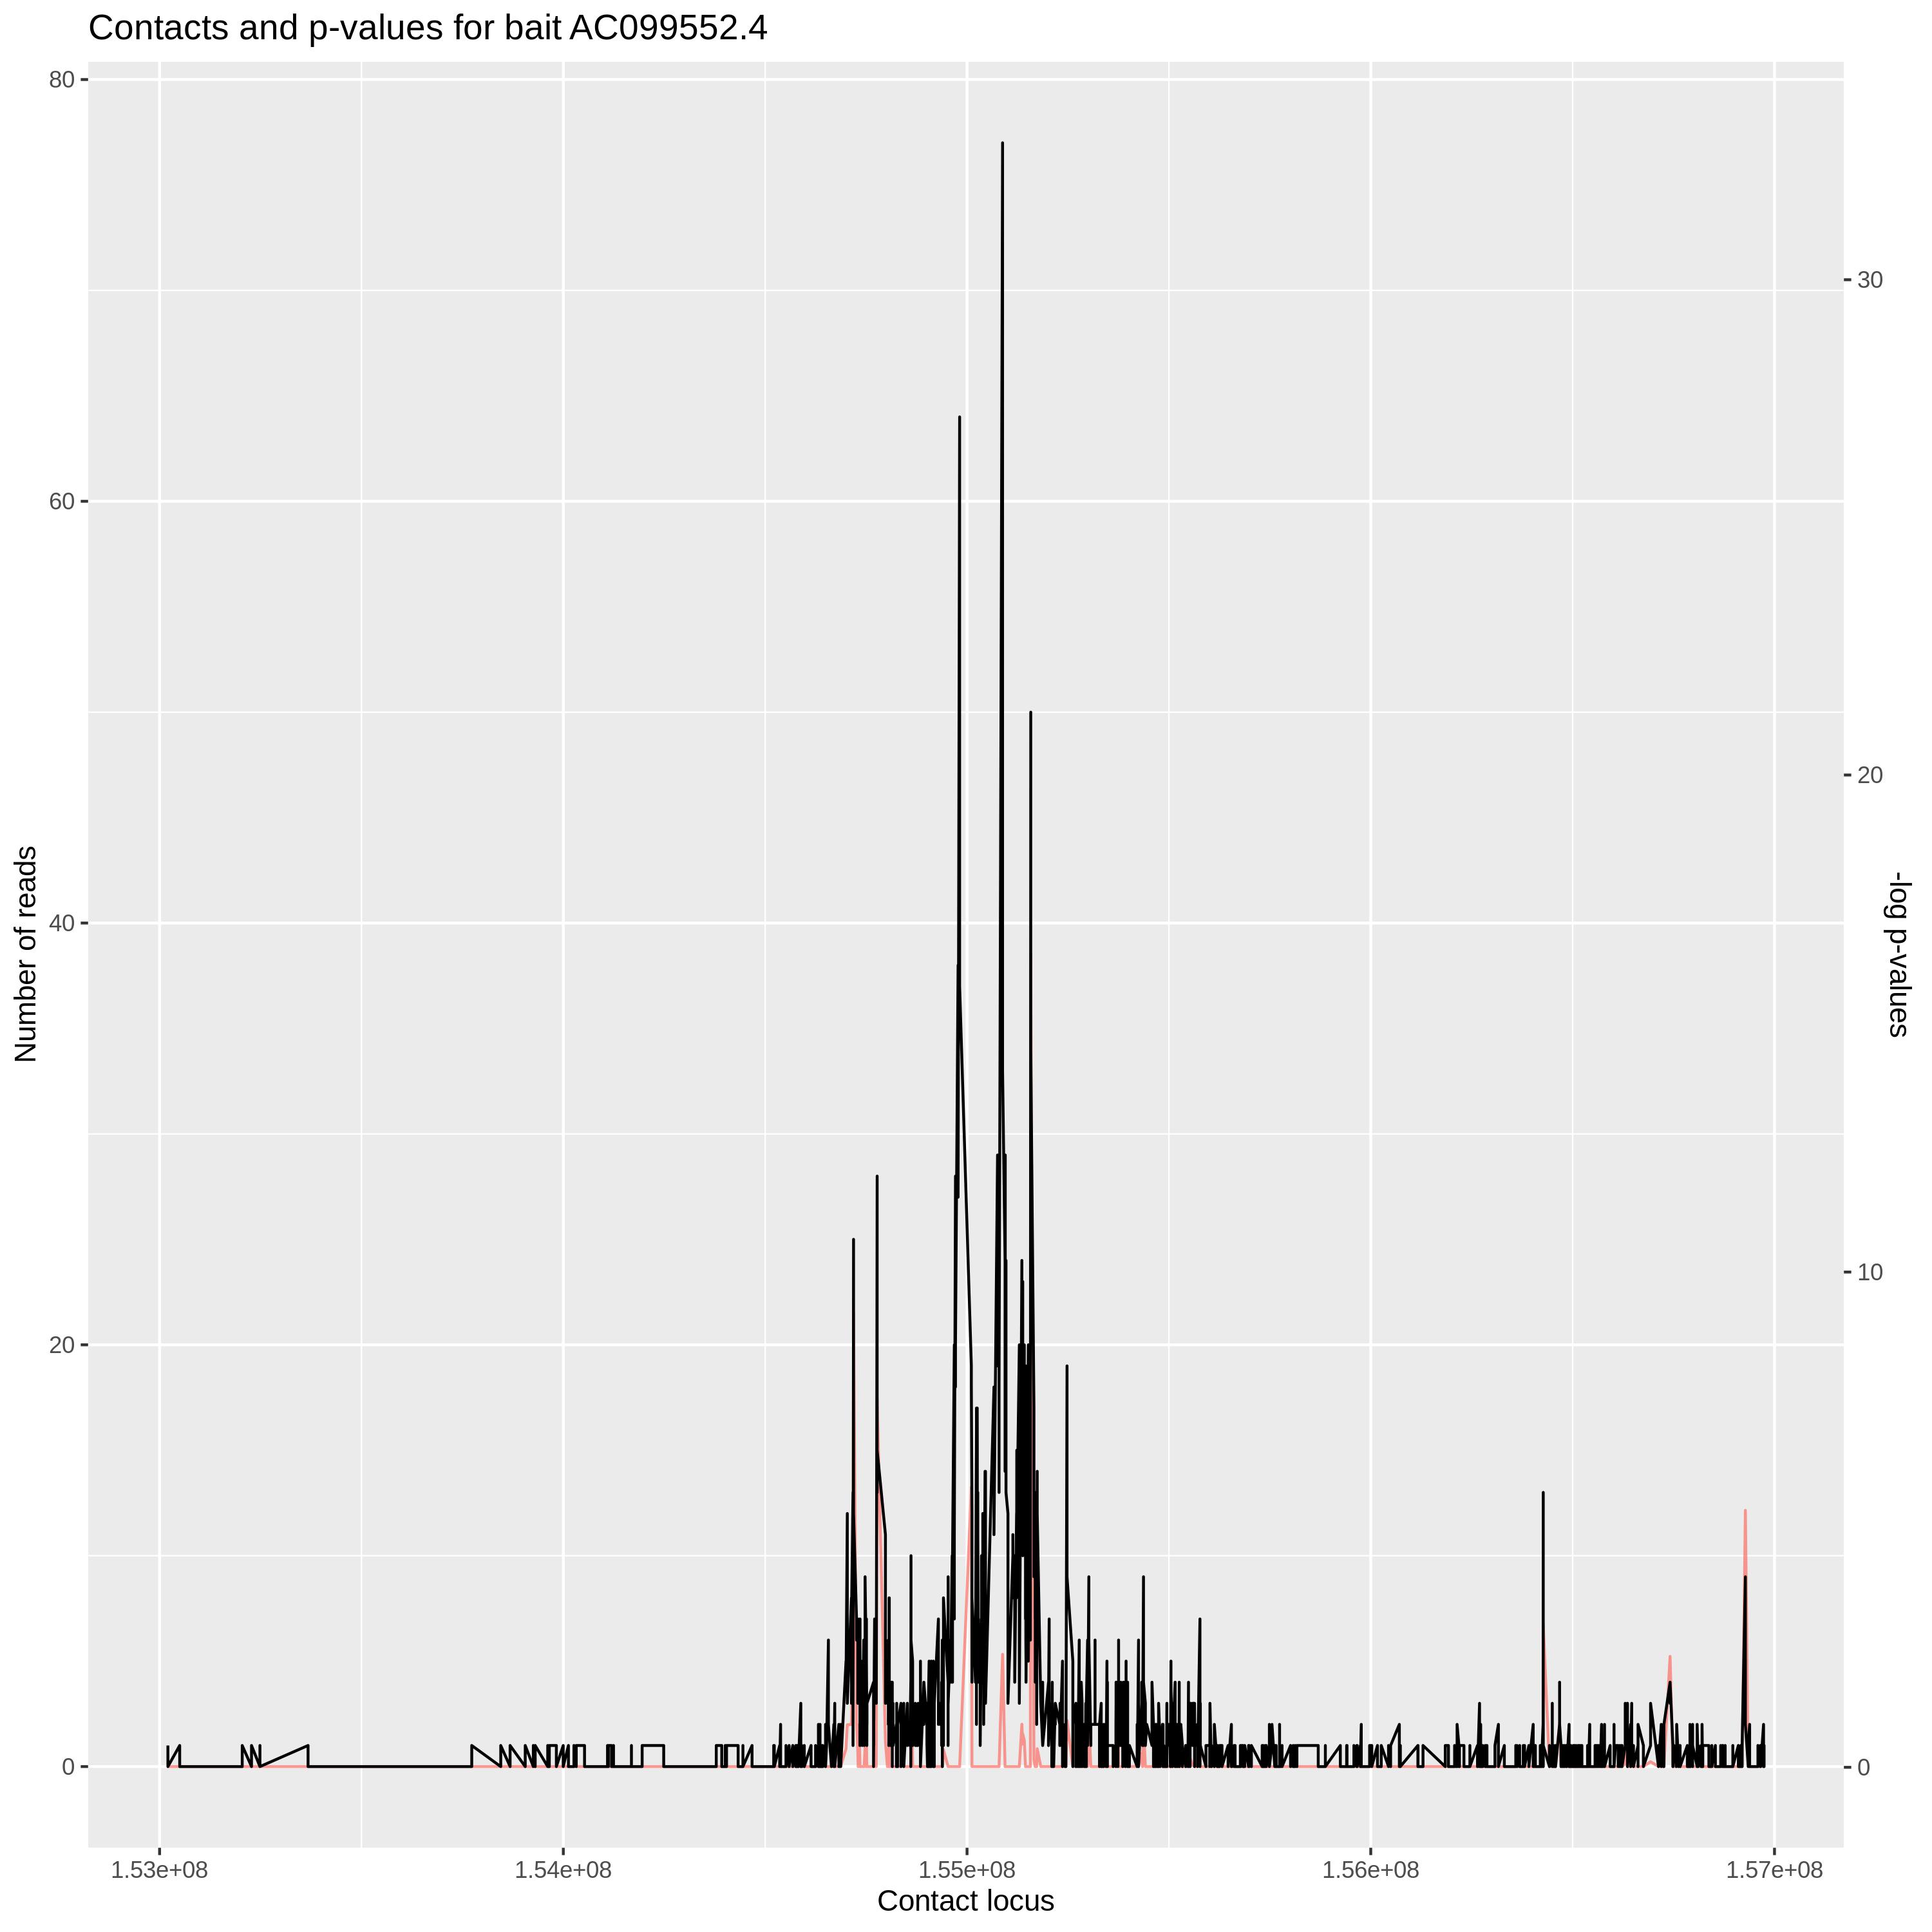 Contacts and p-values for bait AC099552.4
80
60
40
20
0
Number of reads
30
20
10
0
-log p-values
1.53e+08 1.54e+08 1.55e+08 1.56e+08 1.57e+08
Contact locus